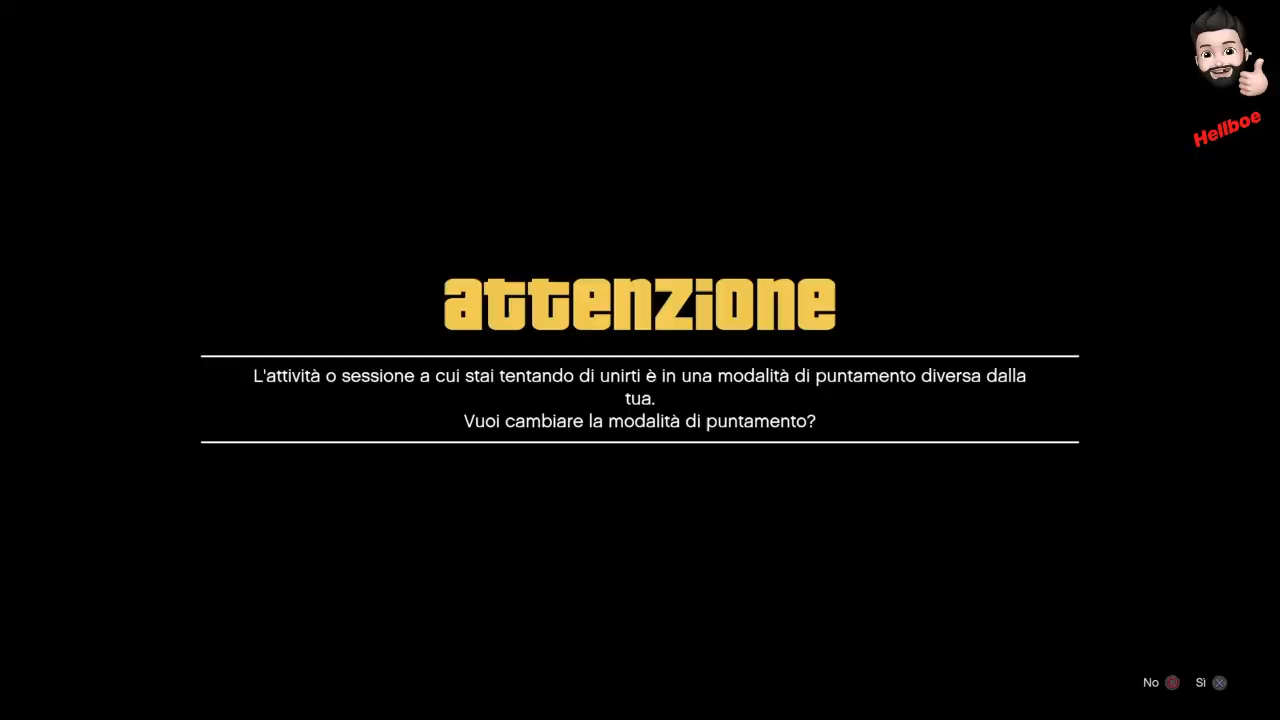 Hellboe
attenzione
L'attività o sessione a cui stai tentando di unirti è in una modalità di puntamento diversa dalla
tua.
Vuoi cambiare la modalità di puntamento?
No Sì